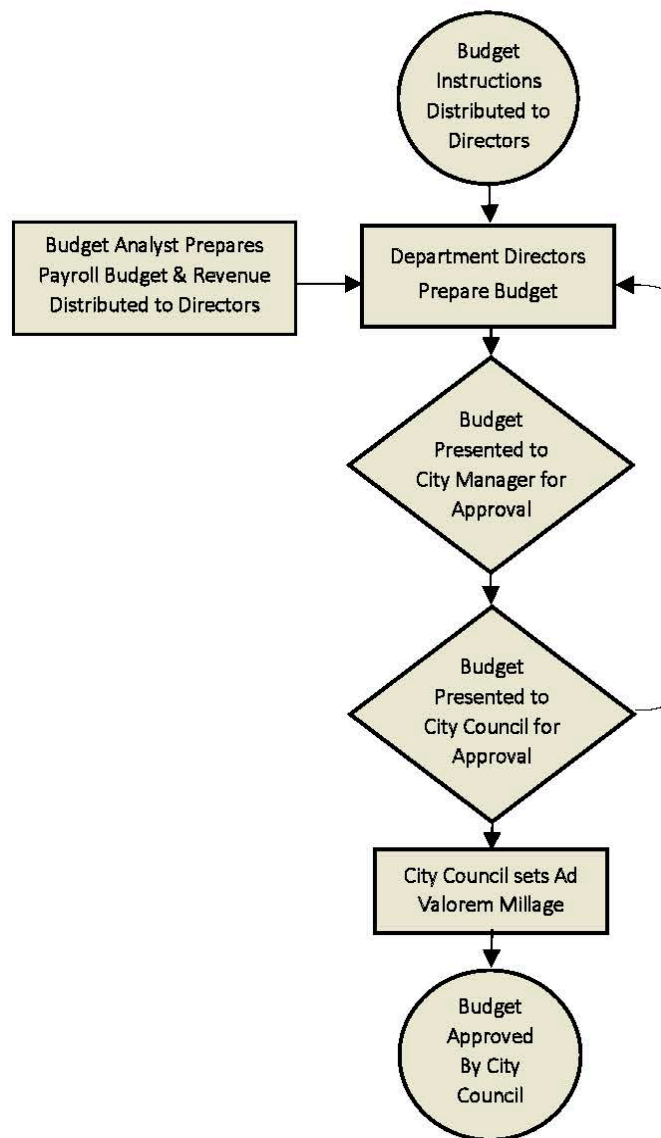 Budget
Instructions
Distributed to
Directors
Budget Analyst Prepares
Payroll Budget & Revenue
Distributed to Directors
Department Directors
Prepare Budget
Budget
Presented to
City Manager for
Approval
Budget
Presented to
City Council for
Approval
City Council sets Ad
Valorem Millage
Budget
Approved
By City
Council